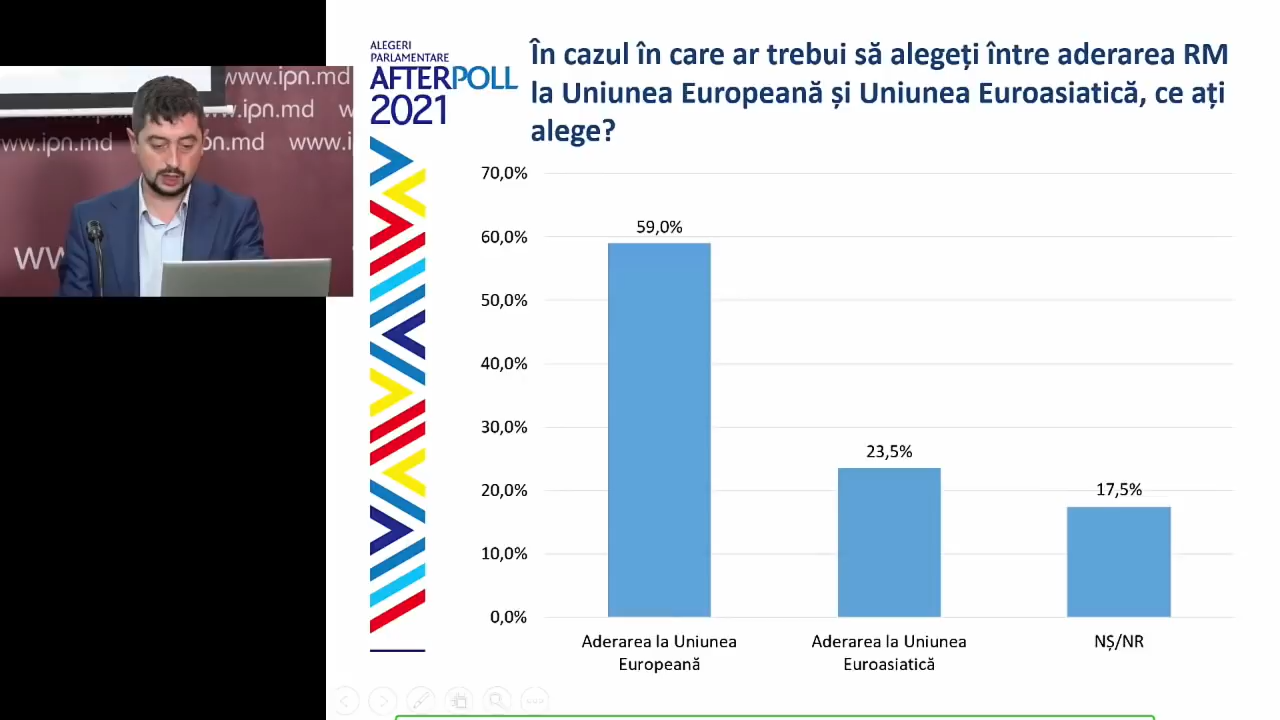 www.ipn.md
ipn.md
www.ipn.md
pn.md
www.i
ALEGERI
PARLAMENTARE
AFTERPOLL
2021
În cazul în care ar trebui să alegeți între aderarea RM
la Uniunea Europeană și Uniunea Euroasiatică, ce ați
alege?
70,0%
60,0%
50,0%
40,0%
30,0%
20,0%
10,0%
0,0%
59,0%
23,5%
17,5%
Aderarea la Uniunea
Europeană
Aderarea la Uniunea
Euroasiatică
NȘ/NR